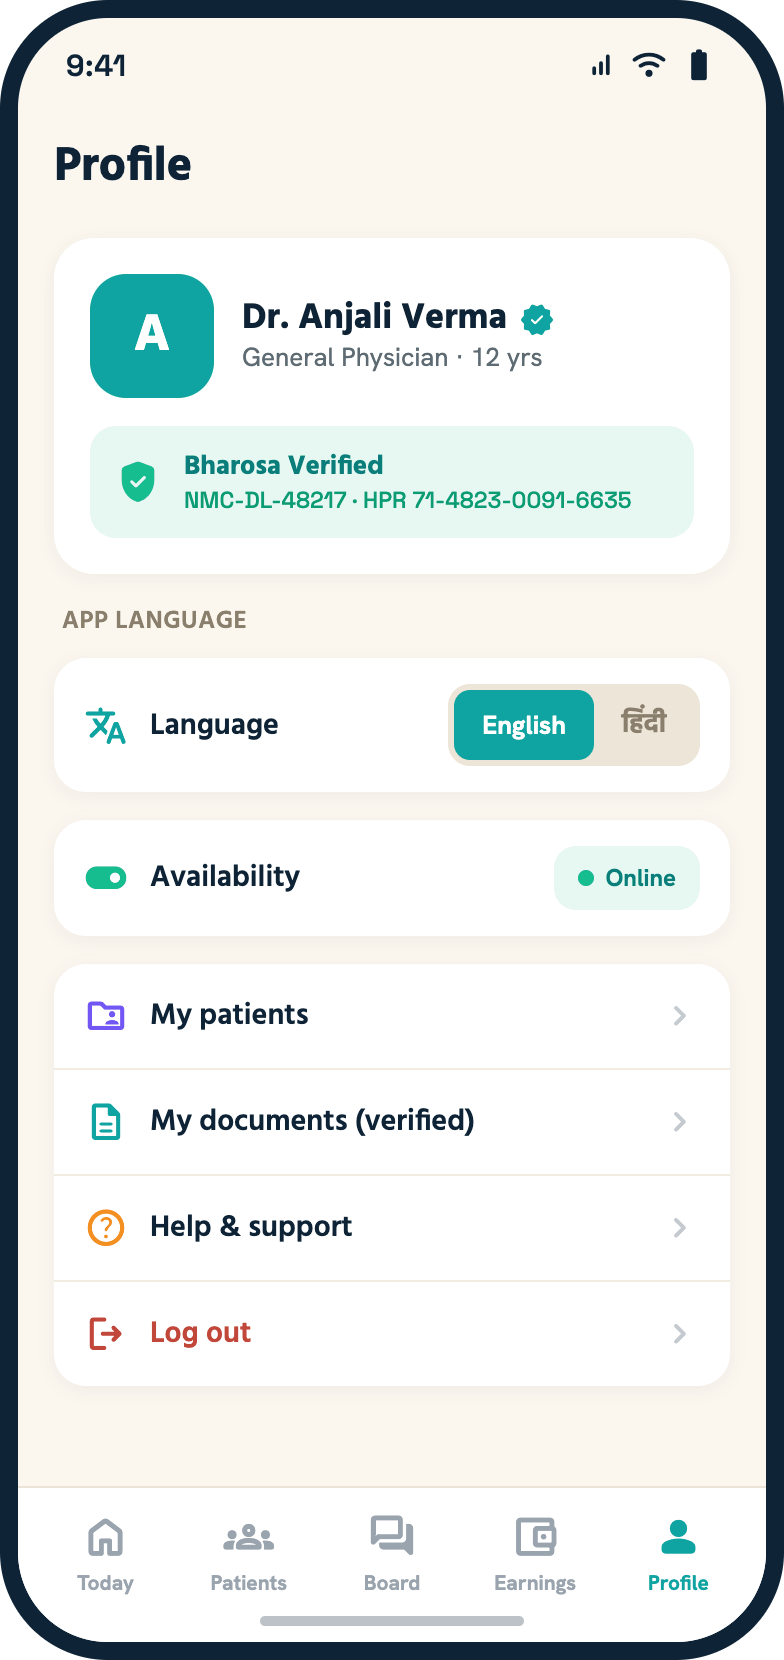 9:41
Profile
A
Dr. Anjali Verma
General Physician · 12 yrs
Bharosa Verified
NMC-DL-48217 · HPR 71-4823-0091-6635
APP LANGUAGE
Language
English
हिंदी
Availability
Online
My patients
My documents (verified)
Help & support
Log out
Today
Patients
Board
Earnings
Profile